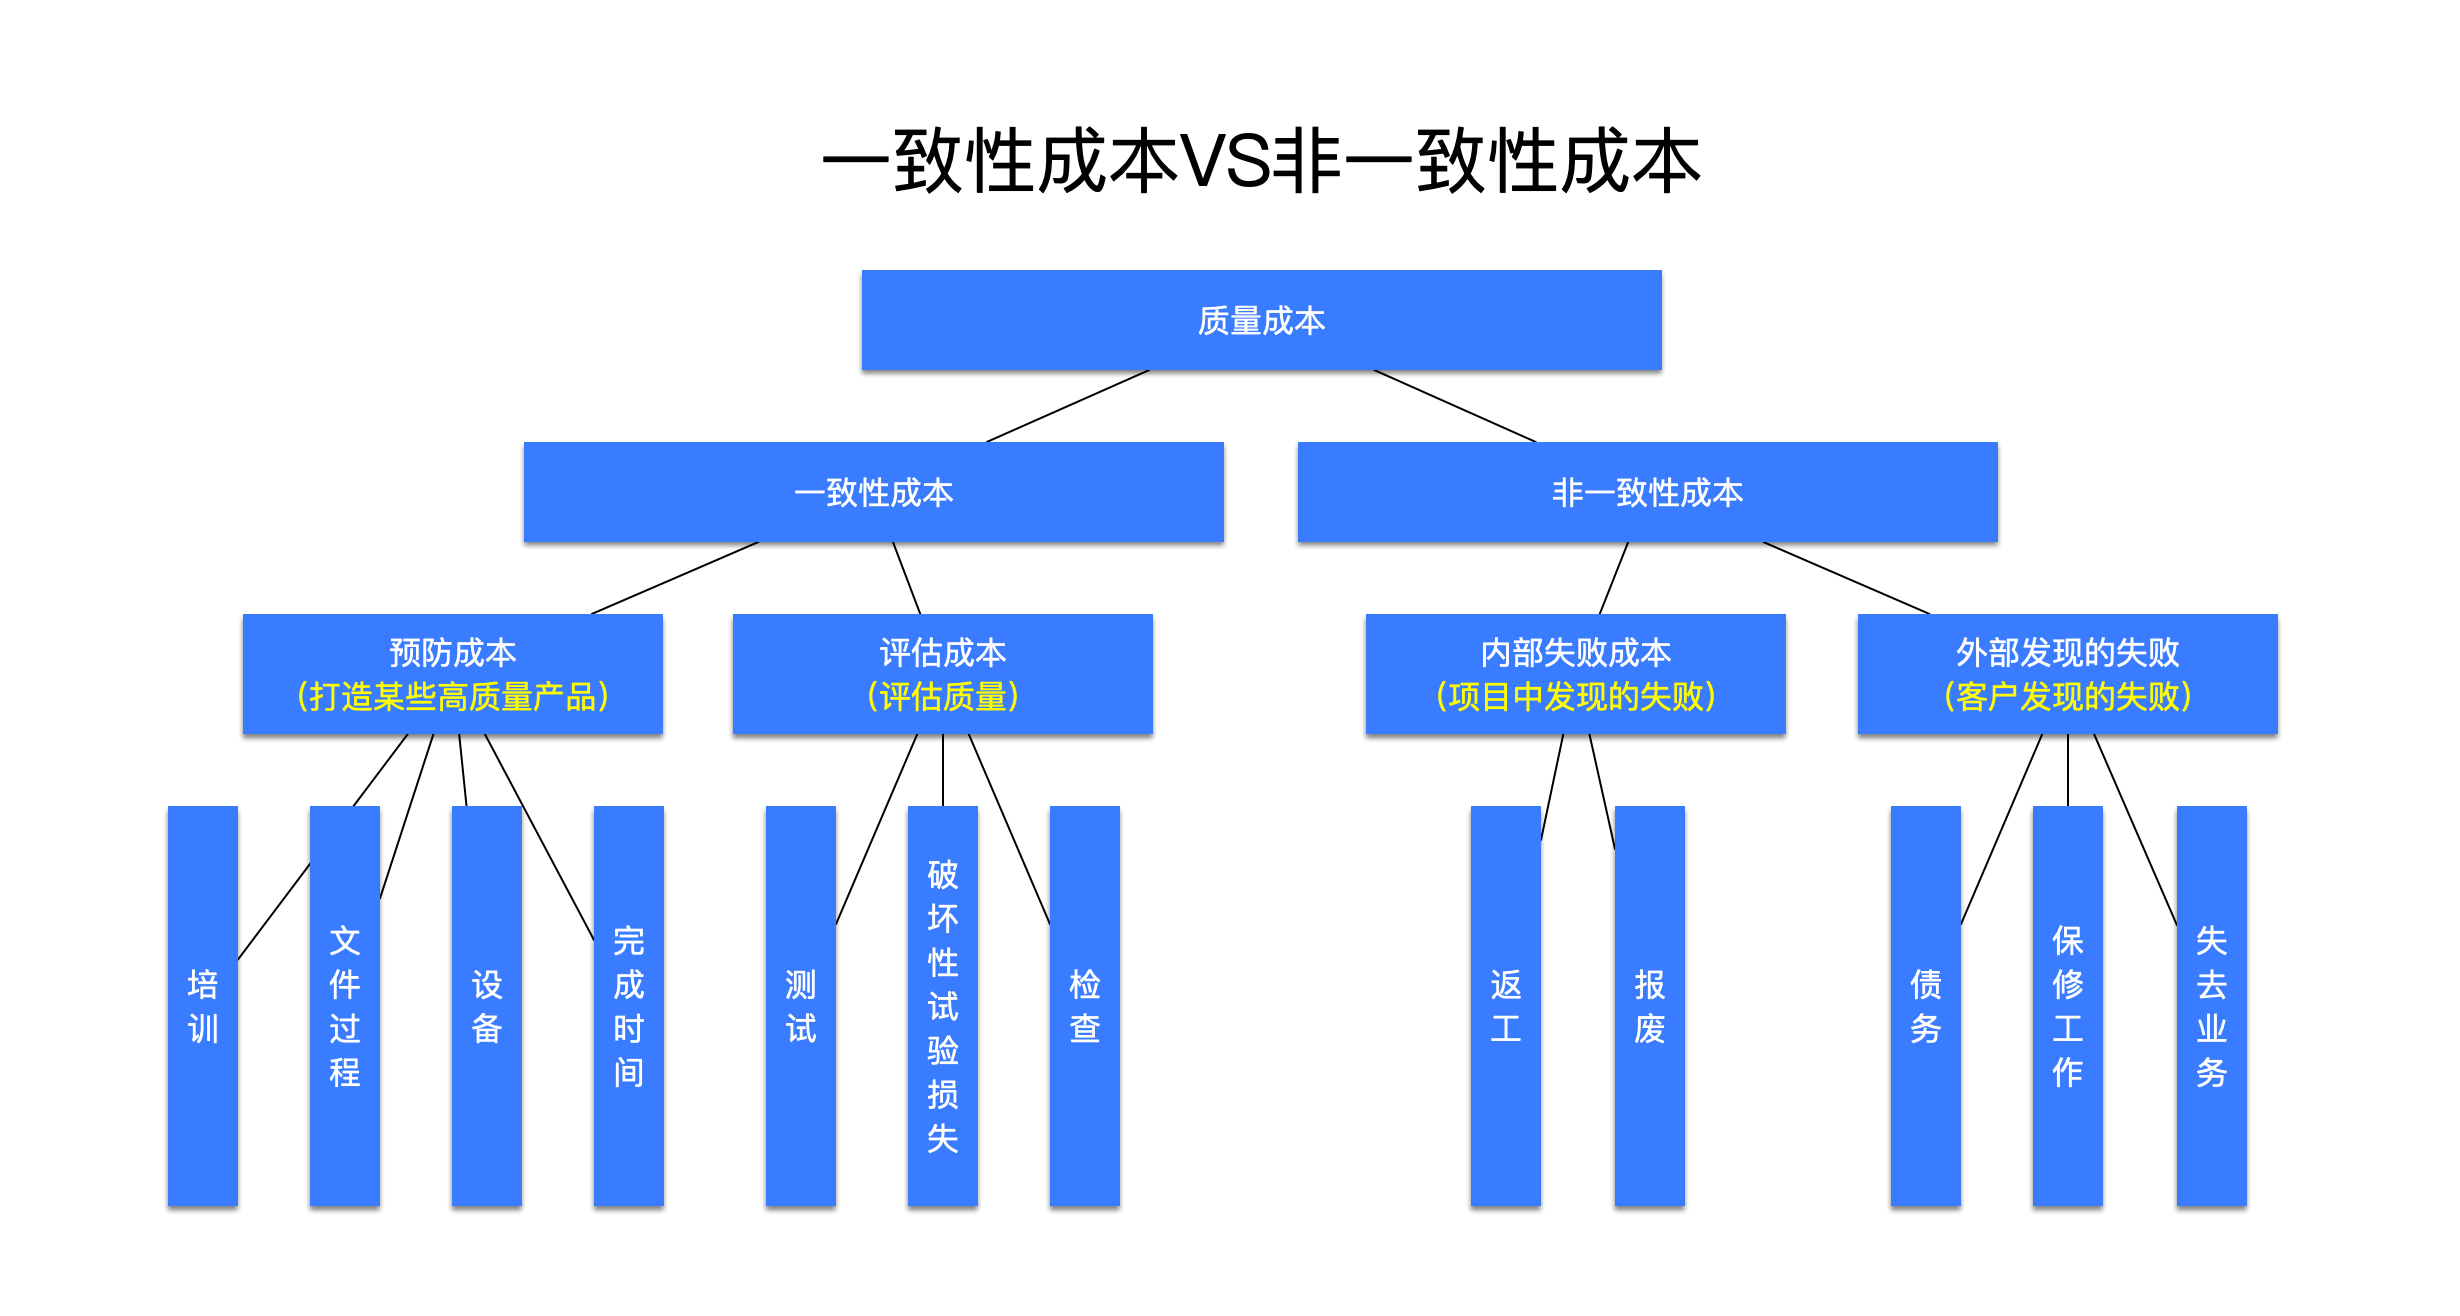 一致性成本VS非一致性成本
质量成本
一致性成本
非一致性成本
预防成本
（打造某些高质量产品）
评估成本
（评估质量）
内部失败成本
（项目中发现的失败）
外部发现的失败
（客户发现的失败）
培训
文件过程
设备
完成时间
测试
破坏性试验损失
检查
返工
报废
债务
保修工作
失去业务